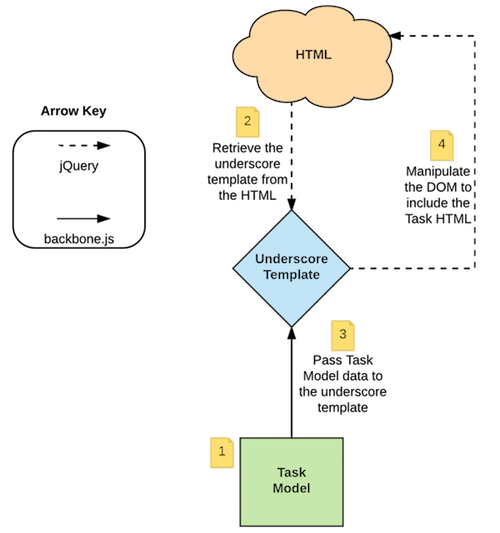 HTML
Arrow Key
jQuery
backbone.js
2
Retrieve the
underscore
template from
the HTML
4
Manipulate
the DOM to
include the
Task HTML
Underscore
Template
3
Pass Task
Model data to
the underscore
template
1
Task
Model